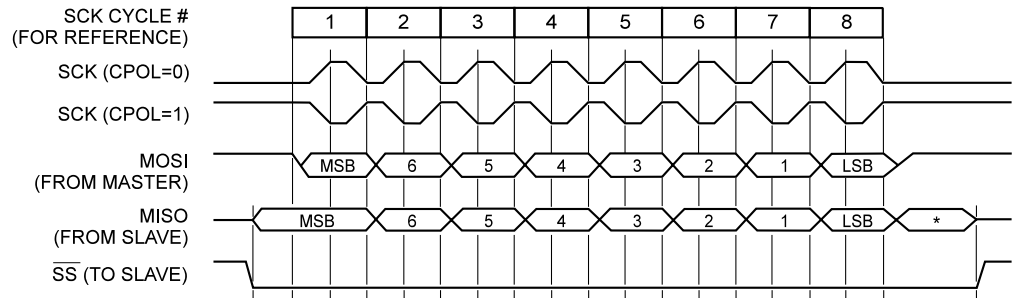 SCK CYCLE #
(FOR REFERENCE)
1 2 3 4 5 6 7 8
SCK (CPOL=0)
SCK (CPOL=1)
MOSI
(FROM MASTER)
MSB 6 5 4 3 2 1 LSB
MISO
(FROM SLAVE)
MSB 6 5 4 3 2 1 LSB *
SS (TO SLAVE)